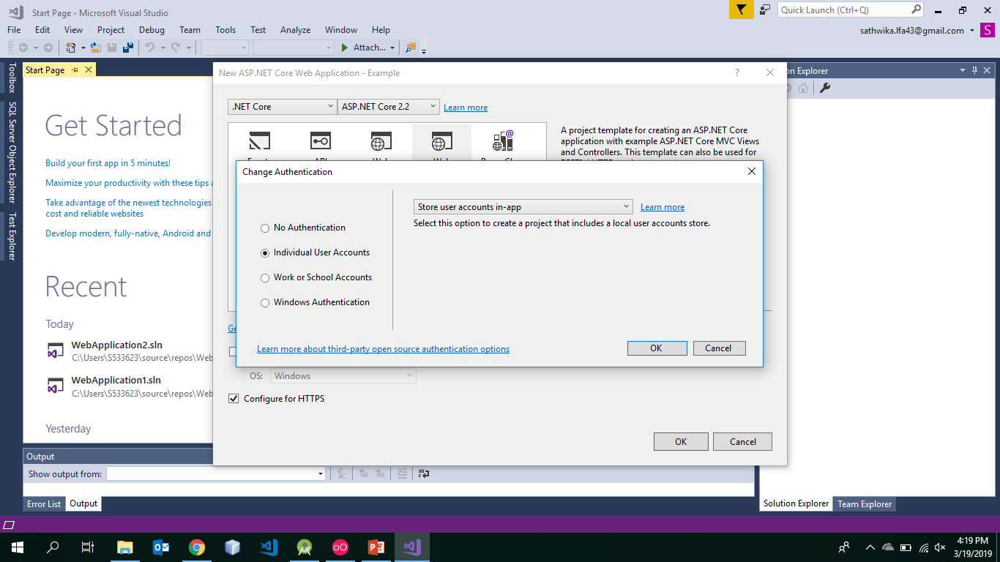 Start Page - Microsoft Visual Studio
Quick Launch (Ctrl+Q)
File Edit View Project Debug Team Tools Test Analyze Window Help
sathwika.lfa43@gmail.com S
Attach...
Toolbox
SQL Server Object Explorer
Test Explorer
Start Page
Get Started
Build your first app in 5 minutes!
Maximize your productivity with these tips
Take advantage of the newest technologies
cost and reliable websites
Develop modern, fully-native, Android and
Recent
Today
WebApplication2.sln
C:\Users\S533623\source\repos\Web
WebApplication1.sln
C:\Users\S533623\source\repos\Web
Yesterday
New ASP.NET Core Web Application - Example
?
.NET Core
ASP.NET Core 2.2
Learn more
A project template for creating an ASP.NET Core
application with example ASP.NET Core MVC Views
and Controllers. This template can also be used for
Change Authentication
No Authentication
Individual User Accounts
Work or School Accounts
Windows Authentication
Store user accounts in-app
Learn more
Select this option to create a project that includes a local user accounts store.
Learn more about third-party open source authentication options
OK
Cancel
Ge
OS: Windows
Configure for HTTPS
OK
Cancel
n Explorer
Output
Show output from:
Error List Output
Solution Explorer Team Explorer
4:19 PM
3/19/2019